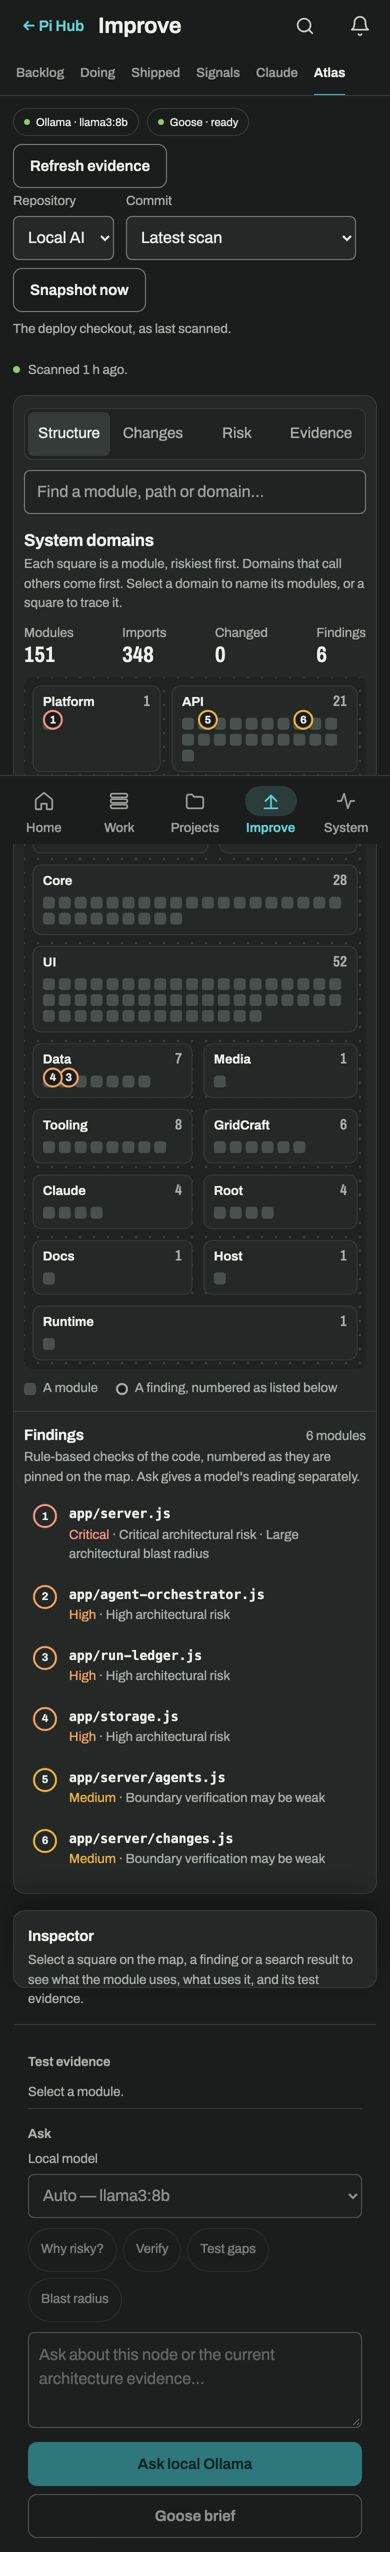 ← Pi Hub Improve
Backlog Doing Shipped Signals Claude Atlas
Ollama · llama3:8b Goose · ready
Refresh evidence
Repository Commit
Local AI Latest scan
Snapshot now
The deploy checkout, as last scanned.
Scanned 1 h ago.
Structure Changes Risk Evidence
Find a module, path or domain...
System domains
Each square is a module, riskiest first. Domains that call
others come first. Select a domain to name its modules, or a
square to trace it.
Modules Imports Changed Findings
151 348 0 6
Platform 1 API 21
1 5 6
Home Work Projects Improve System
Core 28
UI 52
Data 7 Media 1
4 3
Tooling 8 GridCraft 6
Claude 4 Root 4
Docs 1 Host 1
Runtime 1
A module A finding, numbered as listed below
Findings 6 modules
Rule-based checks of the code, numbered as they are
pinned on the map. Ask gives a model's reading separately.
1 app/server.js
Critical · Critical architectural risk · Large
architectural blast radius
2 app/agent-orchestrator.js
High · High architectural risk
3 app/run-ledger.js
High · High architectural risk
4 app/storage.js
High · High architectural risk
5 app/server/agents.js
Medium · Boundary verification may be weak
6 app/server/changes.js
Medium · Boundary verification may be weak
Inspector
Select a square on the map, a finding or a search result to
see what the module uses, what uses it, and its test
evidence.
Test evidence
Select a module.
Ask
Local model
Auto — llama3:8b
Why risky? Verify Test gaps
Blast radius
Ask about this node or the current
architecture evidence...
Ask local Ollama
Goose brief